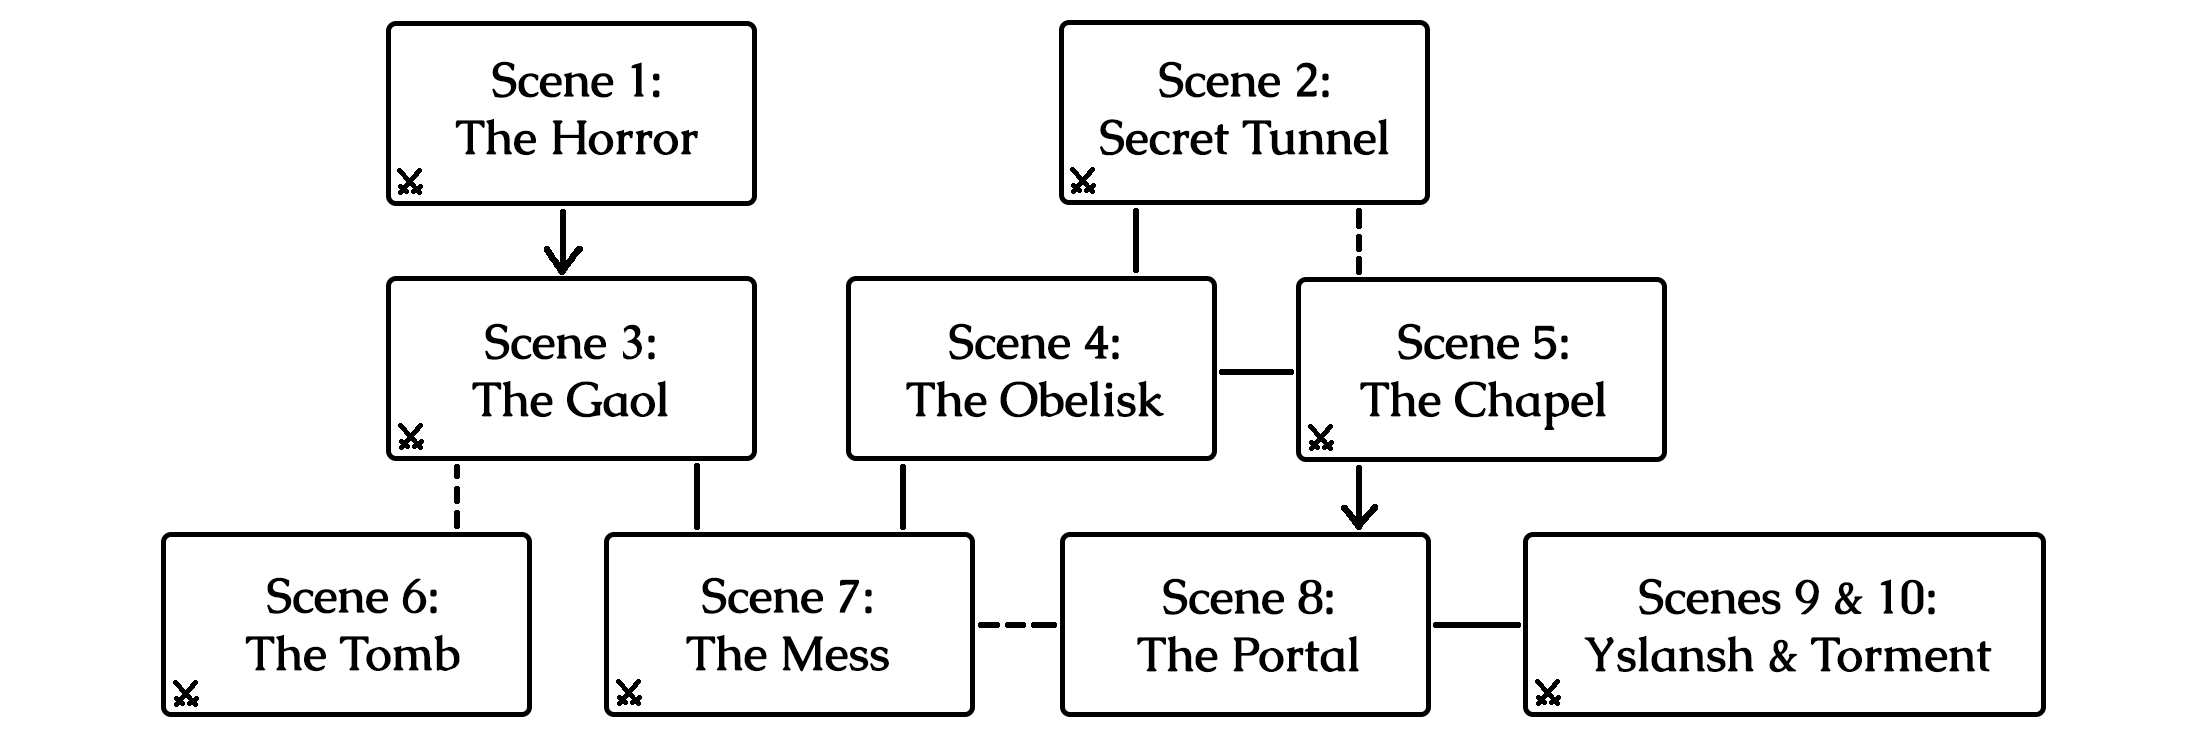 Scene 1:
The Horror
Scene 2:
Secret Tunnel
Scene 3:
The Gaol
Scene 4:
The Obelisk
Scene 5:
The Chapel
Scene 6:
The Tomb
Scene 7:
The Mess
Scene 8:
The Portal
Scenes 9 & 10:
Yslansh & Torment